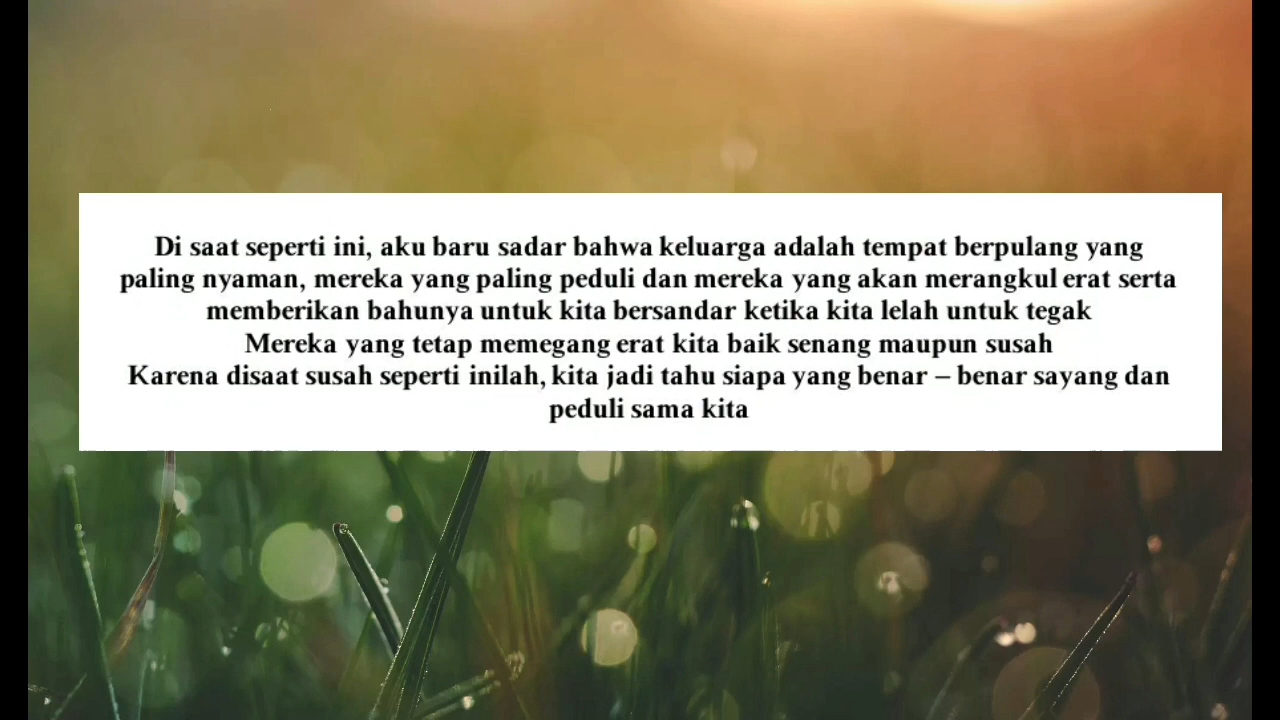 Di saat seperti ini, aku baru sadar bahwa keluarga adalah tempat berpulang yang
paling nyaman, mereka yang paling peduli dan mereka yang akan merangkul erat serta
memberikan bahunya untuk kita bersandar ketika kita lelah untuk tegak
Mereka yang tetap memegang erat kita baik senang maupun susah
Karena disaat susah seperti inilah, kita jadi tahu siapa yang benar – benar sayang dan
peduli sama kita